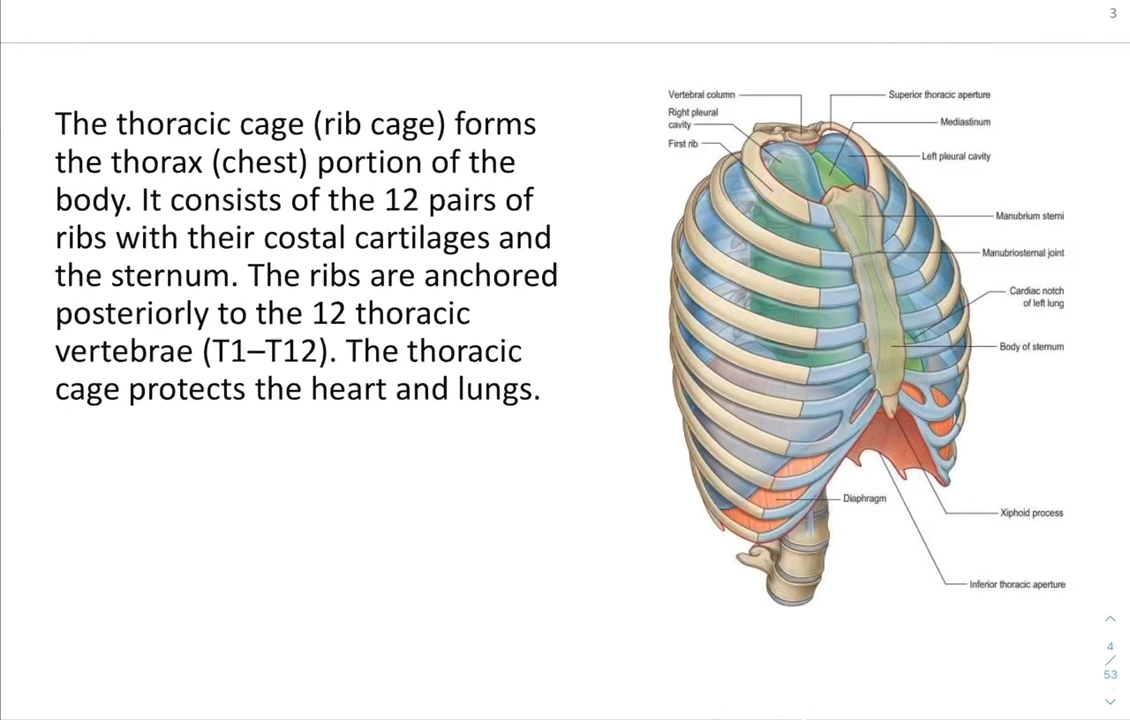 3
The thoracic cage (rib cage) forms
the thorax (chest) portion of the
body. It consists of the 12 pairs of
ribs with their costal cartilages and
the sternum. The ribs are anchored
posteriorly to the 12 thoracic
vertebrae (T1–T12). The thoracic
cage protects the heart and lungs.
Vertebral column
Right pleural
cavity
First rib
Superior thoracic aperture
Mediastinum
Left pleural cavity
Manubrium sterni
Manubriosternal joint
Cardiac notch
of left lung
Body of sternum
Diaphragm
Xiphoid process
Inferior thoracic aperture
4
/
53